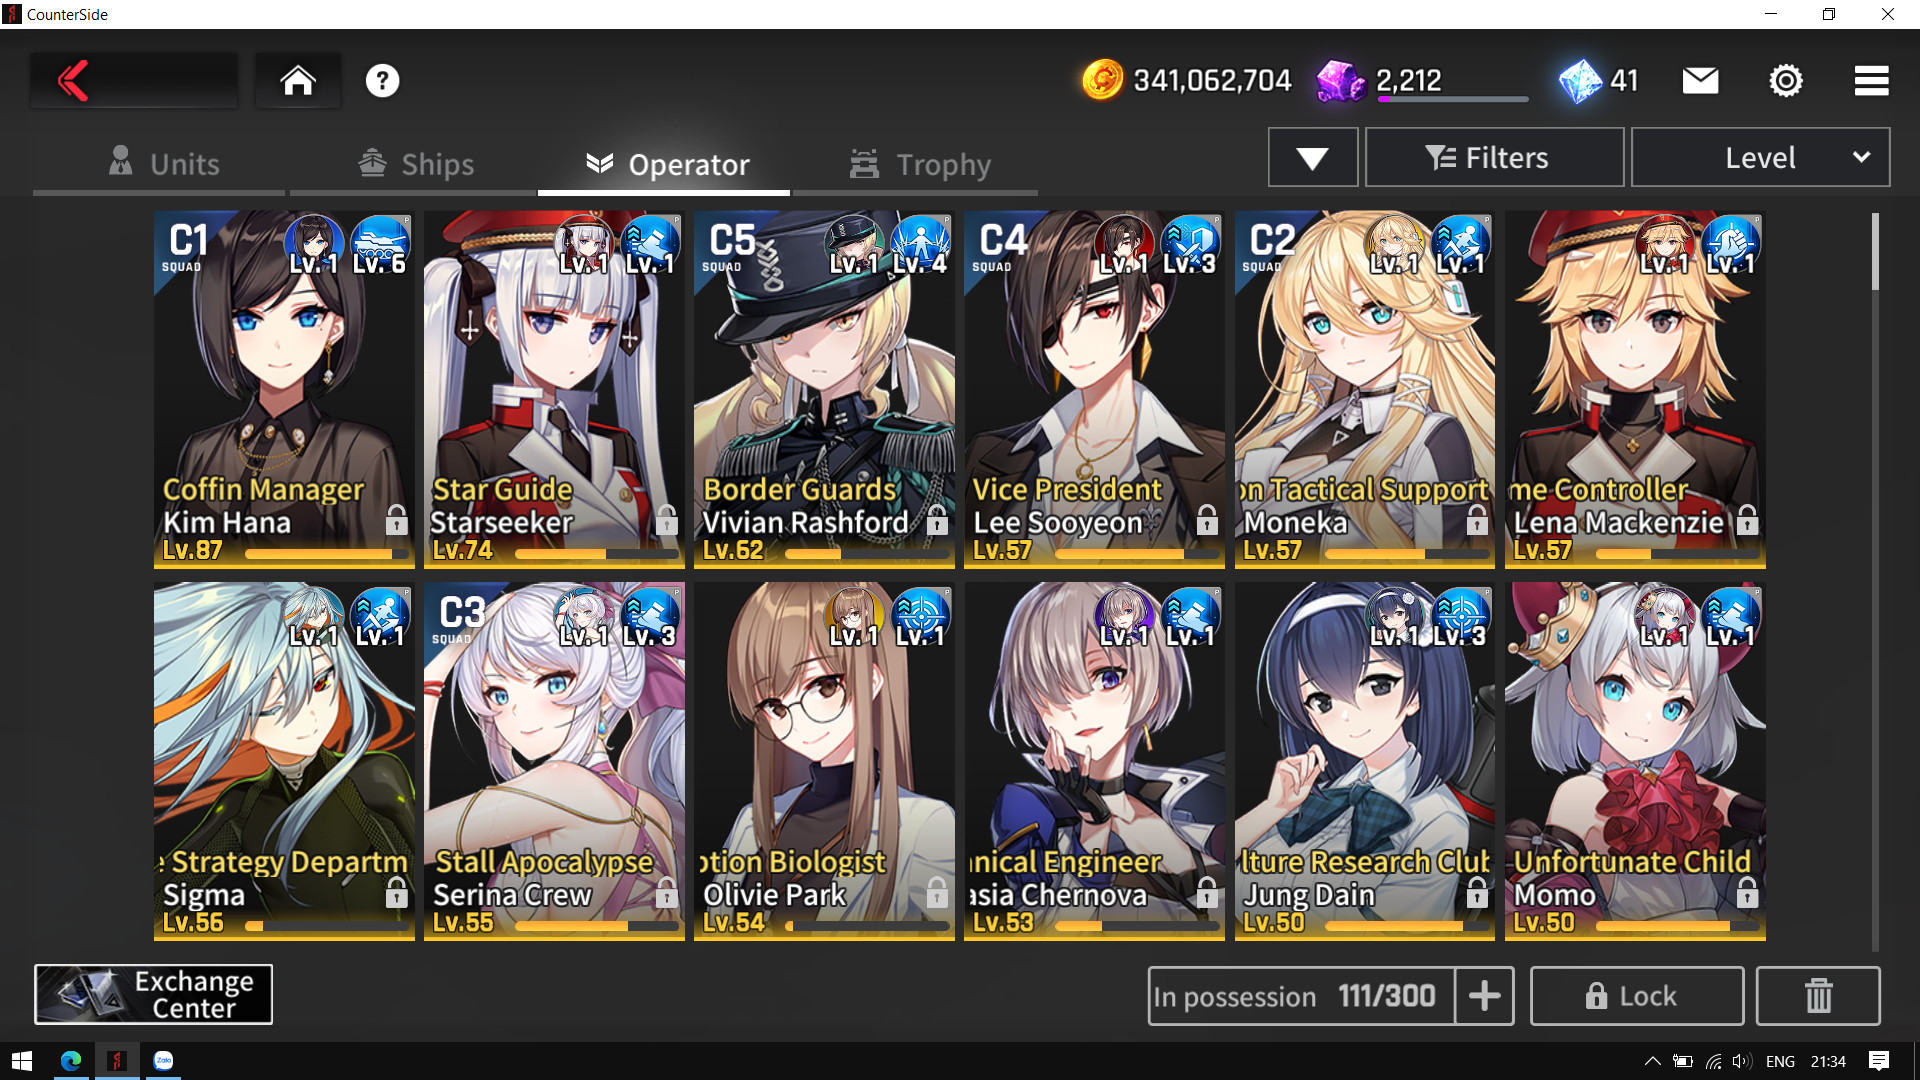 CounterSide
?
341,062,704
2,212
41
Units
Ships
Operator
Trophy
Filters
Level
C1
SQUAD
Lv. 1
Lv. 6
Coffin Manager
Kim Hana
Lv.87
Lv. 1
Lv. 1
Star Guide
Starseeker
Lv.74
C5
SQUAD
Lv. 1
Lv. 4
Border Guards
Vivian Rashford
Lv.62
C4
SQUAD
Lv. 1
Lv. 3
Vice President
Lee Sooyeon
Lv.57
C2
SQUAD
Lv. 1
Lv. 1
on Tactical Support
Moneka
Lv.57
Lv. 1
Lv. 1
me Controller
Lena Mackenzie
Lv.57
Lv. 1
Lv. 1
e Strategy Departm
Sigma
Lv.56
C3
SQUAD
Lv. 1
Lv. 3
Stall Apocalypse
Serina Crew
Lv.55
Lv. 1
Lv. 1
otion Biologist
Olivie Park
Lv.54
Lv. 1
Lv. 1
anical Engineer
asia Chernova
Lv.53
Lv. 1
Lv. 3
lture Research Club
Jung Dain
Lv.50
Lv. 1
Lv. 1
Unfortunate Child
Momo
Lv.50
Exchange
Center
In possession 111/300
Lock
Zalo
ENG
21:34